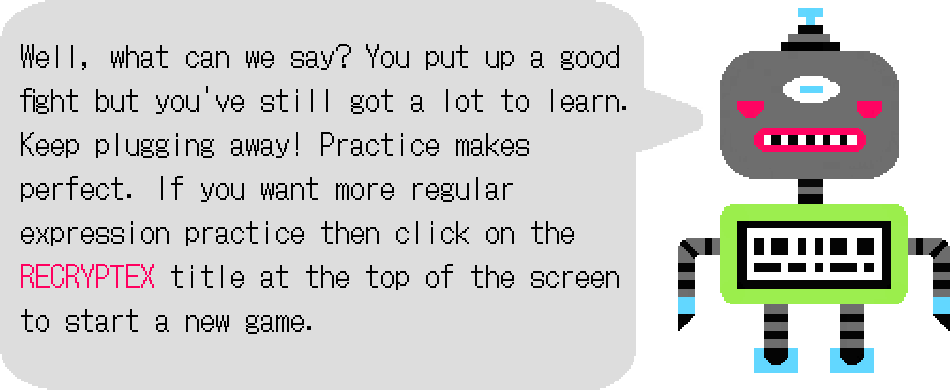 Well, what can we say? You put up a good
fight but you've still got a lot to learn.
Keep plugging away! Practice makes
perfect. If you want more regular
expression practice then click on the
RECRYPTEX title at the top of the screen
to start a new game.